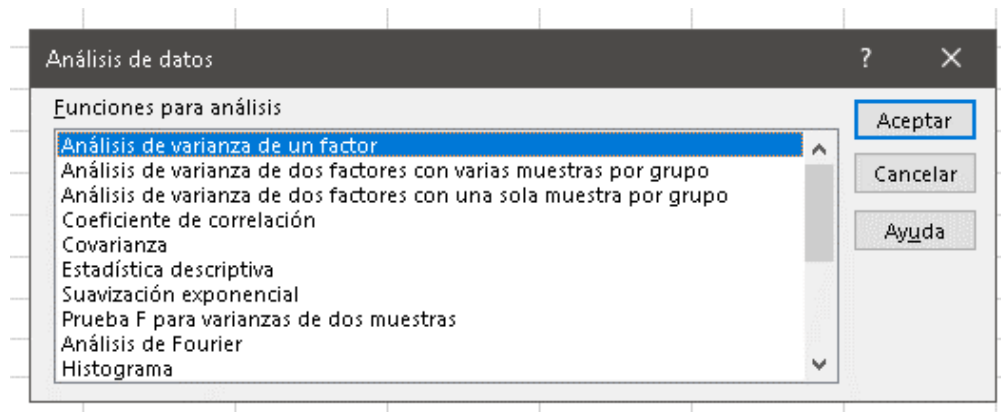 Análisis de datos ?
Funciones para análisis
Análisis de varianza de un factor
Análisis de varianza de dos factores con varias muestras por grupo
Análisis de varianza de dos factores con una sola muestra por grupo
Coeficiente de correlación
Covarianza
Estadística descriptiva
Suavización exponencial
Prueba F para varianzas de dos muestras
Análisis de Fourier
Histograma
Aceptar
Cancelar
Ayuda